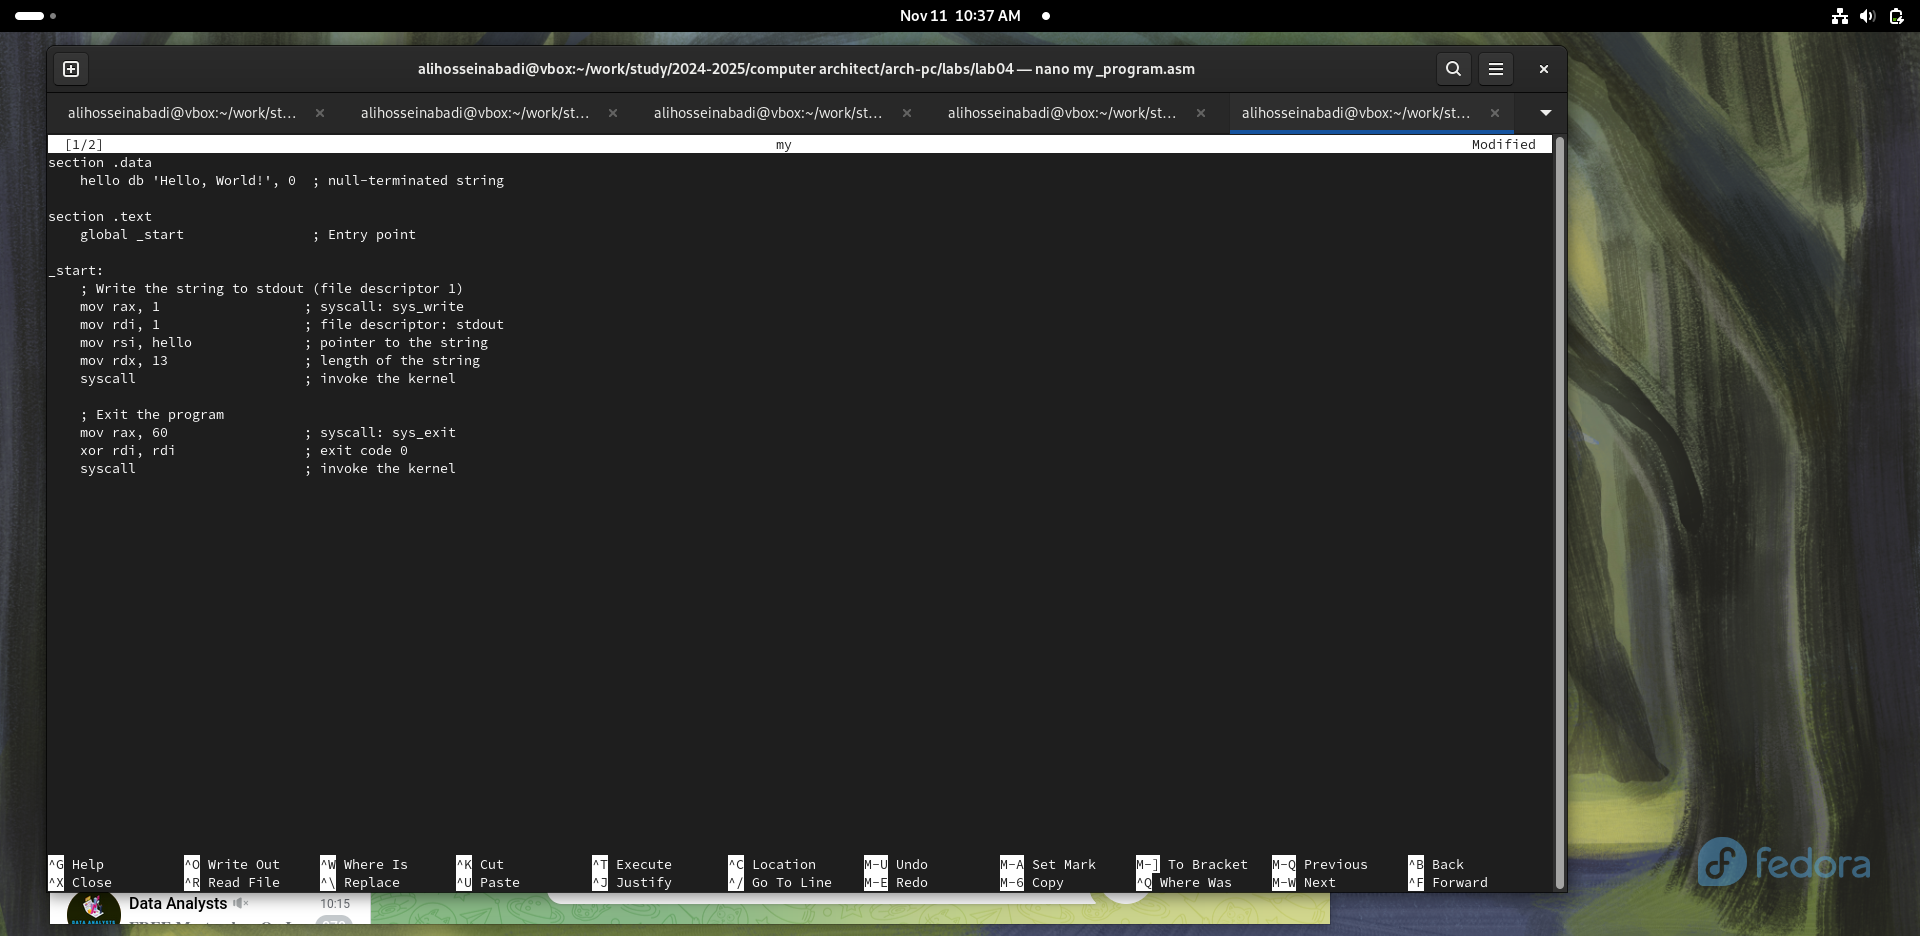 Nov 11 10:37 AM
alihosseinabadi@vbox:~/work/study/2024-2025/computer architect/arch-pc/labs/lab04 — nano my_program.asm
alihosseinabadi@vbox:~/work/st... alihosseinabadi@vbox:~/work/st... alihosseinabadi@vbox:~/work/st... alihosseinabadi@vbox:~/work/st... alihosseinabadi@vbox:~/work/st...
[1/2] my Modified
section .data
    hello db 'Hello, World!', 0  ; null-terminated string
section .text
    global _start                ; Entry point
_start:
    ; Write the string to stdout (file descriptor 1)
    mov rax, 1                  ; syscall: sys_write
    mov rdi, 1                  ; file descriptor: stdout
    mov rsi, hello              ; pointer to the string
    mov rdx, 13                 ; length of the string
    syscall                     ; invoke the kernel
    ; Exit the program
    mov rax, 60                 ; syscall: sys_exit
    xor rdi, rdi                ; exit code 0
    syscall                     ; invoke the kernel
^G Help ^O Write Out ^W Where Is ^K Cut ^T Execute ^C Location M-U Undo M-A Set Mark M-] To Bracket M-Q Previous ^B Back
^X Close ^R Read File ^\ Replace ^U Paste ^J Justify ^/ Go To Line M-E Redo M-6 Copy ^Q Where Was M-W Next ^F Forward
fedora
Data Analysts 10:15
DATA ANALYSTS